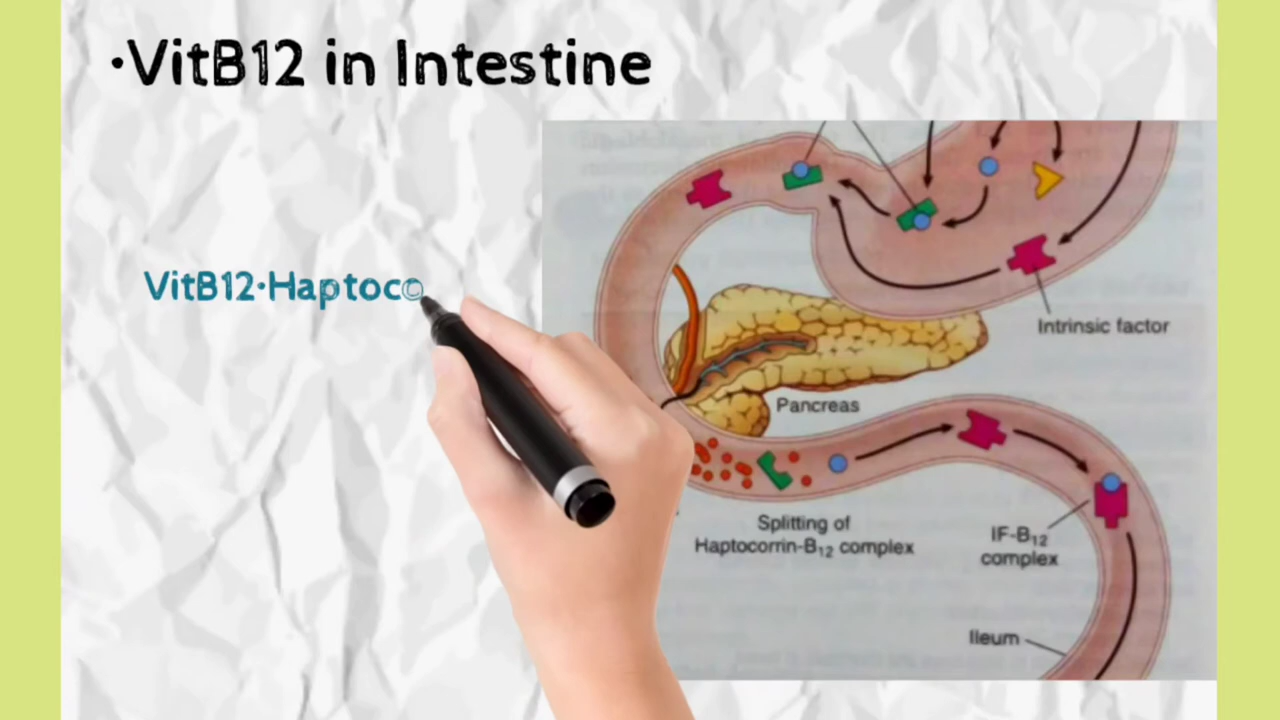 ·VitB12 in Intestine
VitB12·Haptoco
Intrinsic factor
Pancreas
Splitting of
Haptocorrin-B₁₂ complex
IF-B₁₂
complex
Ileum